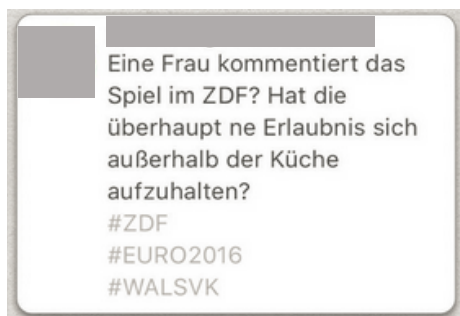 Eine Frau kommentiert das
Spiel im ZDF? Hat die
überhaupt ne Erlaubnis sich
außerhalb der Küche
aufzuhalten?
#ZDF
#EURO2016
#WALSVK